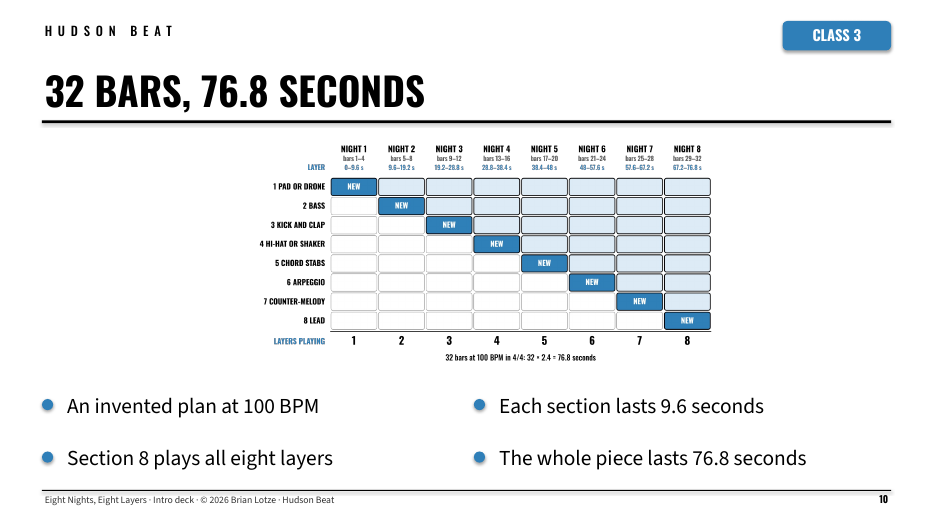 HUDSON BEAT
CLASS 3
32 BARS, 76.8 SECONDS
NIGHT 1 NIGHT 2 NIGHT 3 NIGHT 4 NIGHT 5 NIGHT 6 NIGHT 7 NIGHT 8
bars 1–4 bars 5–8 bars 9–12 bars 13–16 bars 17–20 bars 21–24 bars 25–28 bars 29–32
LAYER 0–9.6 s 9.6–19.2 s 19.2–28.8 s 28.8–38.4 s 38.4–48 s 48–57.6 s 57.6–67.2 s 67.2–76.8 s
1 PAD OR DRONE NEW
2 BASS NEW
3 KICK AND CLAP NEW
4 HI-HAT OR SHAKER NEW
5 CHORD STABS NEW
6 ARPEGGIO NEW
7 COUNTER-MELODY NEW
8 LEAD NEW
LAYERS PLAYING 1 2 3 4 5 6 7 8
32 bars at 100 BPM in 4/4: 32 × 2.4 = 76.8 seconds
An invented plan at 100 BPM
Each section lasts 9.6 seconds
Section 8 plays all eight layers
The whole piece lasts 76.8 seconds
Eight Nights, Eight Layers · Intro deck · © 2026 Brian Lotze · Hudson Beat
10